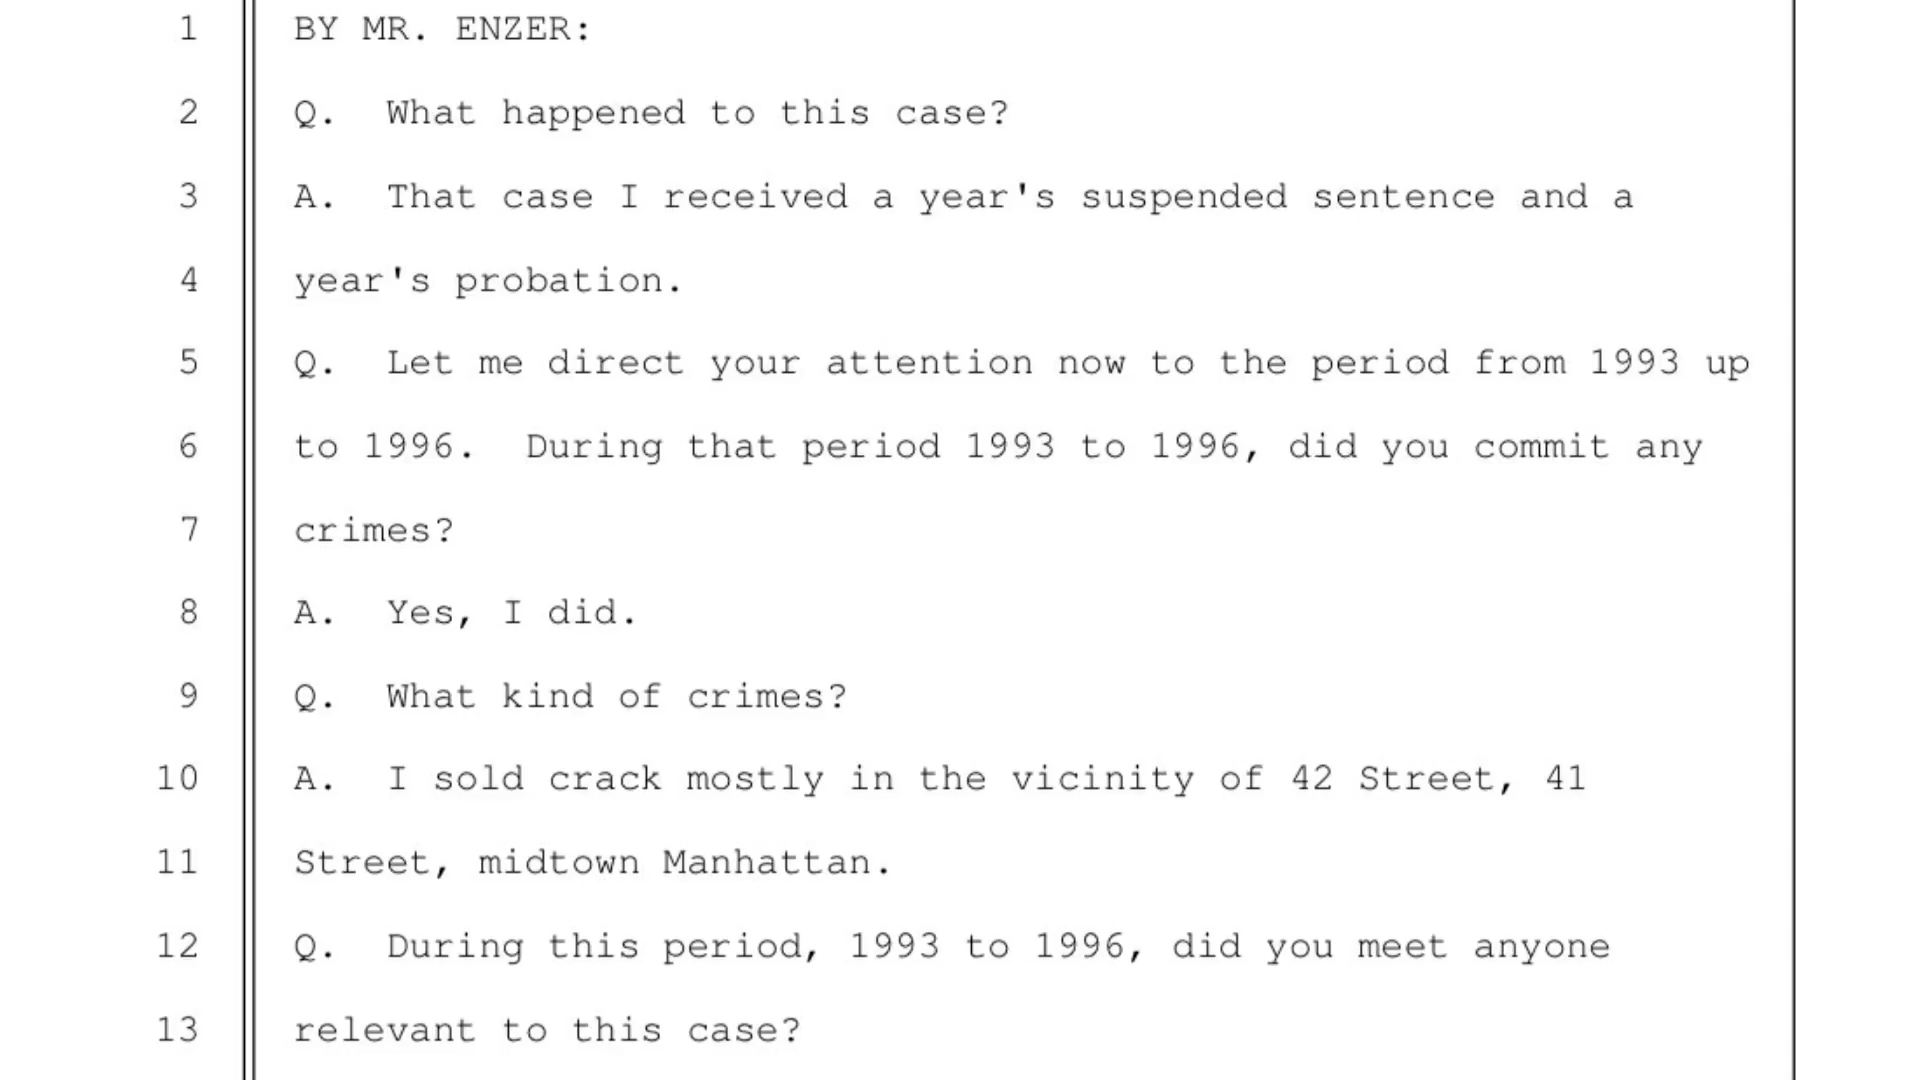 1 BY MR. ENZER:
2 Q. What happened to this case?
3 A. That case I received a year's suspended sentence and a
4 year's probation.
5 Q. Let me direct your attention now to the period from 1993 up
6 to 1996. During that period 1993 to 1996, did you commit any
7 crimes?
8 A. Yes, I did.
9 Q. What kind of crimes?
10 A. I sold crack mostly in the vicinity of 42 Street, 41
11 Street, midtown Manhattan.
12 Q. During this period, 1993 to 1996, did you meet anyone
13 relevant to this case?